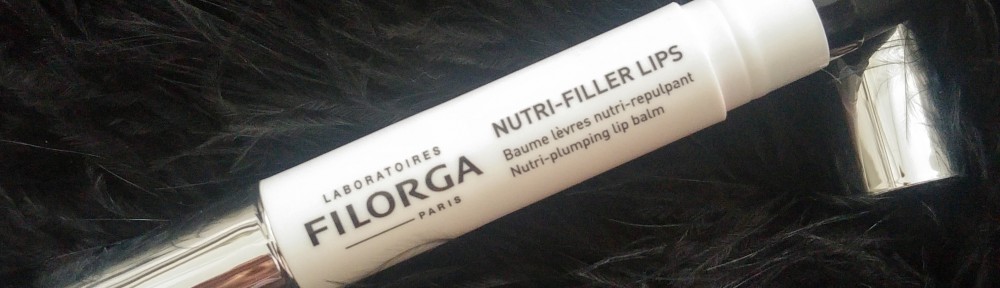 LABORATOIRES
FILORGA
PARIS
NUTRI-FILLER LIPS
Baume lèvres nutri-repulpant
Nutri-plumping lip balm